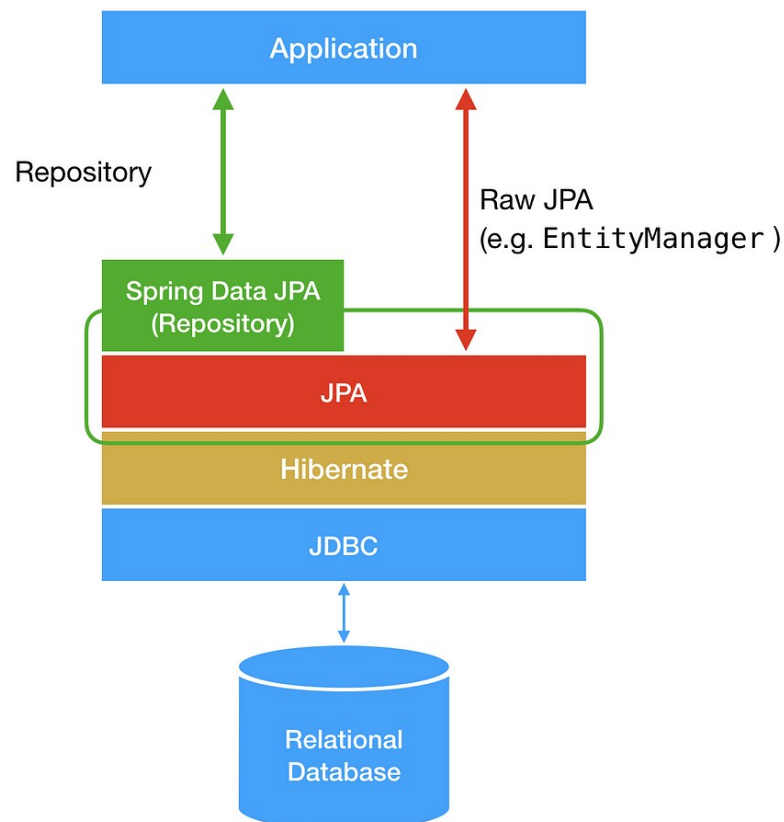 Application
Repository
Raw JPA
(e.g. EntityManager )
Spring Data JPA
(Repository)
JPA
Hibernate
JDBC
Relational
Database